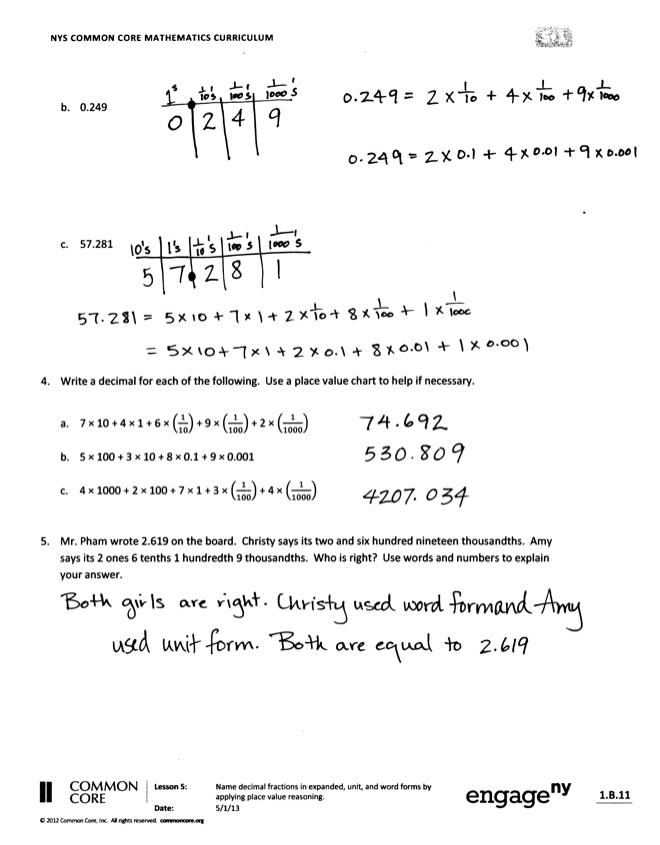 NYS COMMON CORE MATHEMATICS CURRICULUM
b. 0.249
1's 1/10's 1/100's 1/1000's
0 2 4 9
0.249 = 2 × 1/10 + 4 × 1/100 + 9 × 1/1000
0.249 = 2 × 0.1 + 4 × 0.01 + 9 × 0.001
c. 57.281
10's 1's 1/10's 1/100's 1/1000's
5 7 . 2 8 1
57.281 = 5 × 10 + 7 × 1 + 2 × 1/10 + 8 × 1/100 + 1 × 1/1000
= 5 × 10 + 7 × 1 + 2 × 0.1 + 8 × 0.01 + 1 × 0.001
4. Write a decimal for each of the following. Use a place value chart to help if necessary.
a. 7 × 10 + 4 × 1 + 6 × (1/10) + 9 × (1/100) + 2 × (1/1000) 74.692
b. 5 × 100 + 3 × 10 + 8 × 0.1 + 9 × 0.001 530.809
c. 4 × 1000 + 2 × 100 + 7 × 1 + 3 × (1/100) + 4 × (1/1000) 4207.034
5. Mr. Pham wrote 2.619 on the board. Christy says its two and six hundred nineteen thousandths. Amy
says its 2 ones 6 tenths 1 hundredth 9 thousandths. Who is right? Use words and numbers to explain
your answer.
Both girls are right. Christy used word form and Amy
used unit form. Both are equal to 2.619
COMMON CORE
Lesson 5: Name decimal fractions in expanded, unit, and word forms by
applying place value reasoning.
Date: 5/1/13
engage ny
1.B.11
© 2012 Common Core, Inc. All rights reserved. commoncore.org